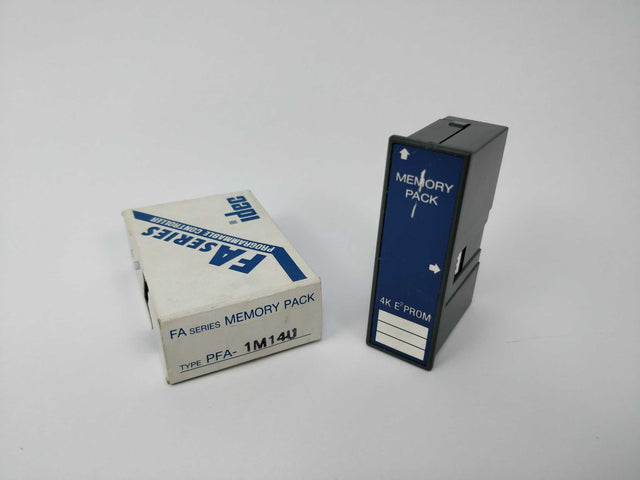 FA SERIES
PROGRAMMABLE CONTROLLER
idec
FA SERIES MEMORY PACK
TYPE PFA- 1M14U
MEMORY
PACK
4K E²PROM